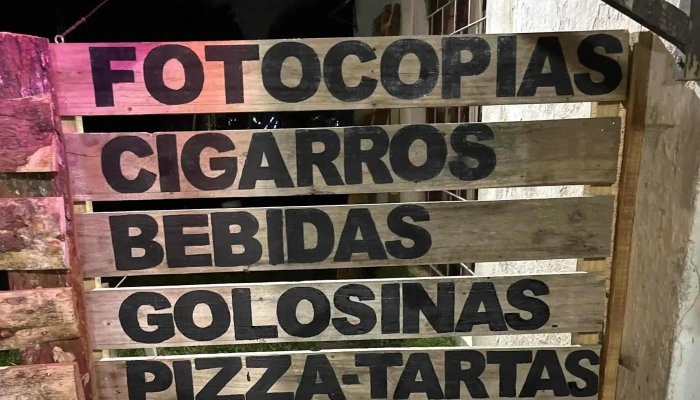 FOTOCOPIAS
CIGARROS
BEBIDAS
GOLOSINAS
PIZZA-TARTAS